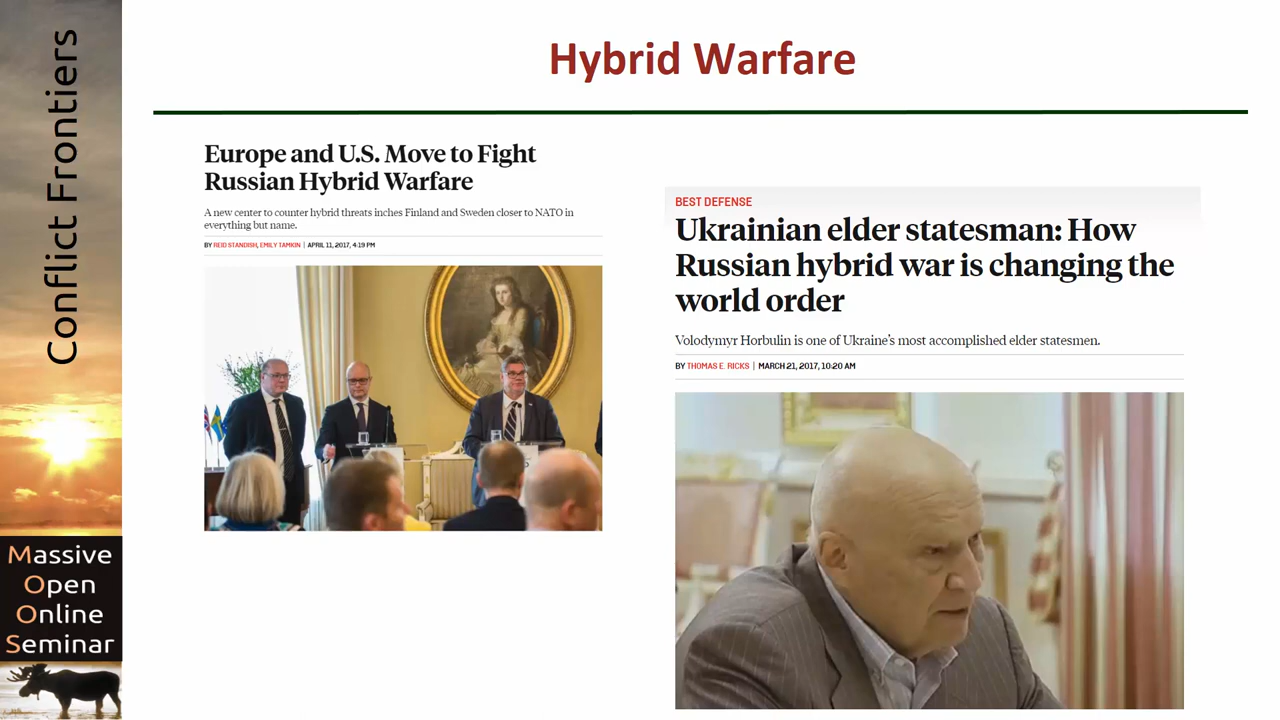 Conflict Frontiers
Massive
Open
Online
Seminar
Hybrid Warfare
Europe and U.S. Move to Fight
Russian Hybrid Warfare
A new center to counter hybrid threats inches Finland and Sweden closer to NATO in
everything but name.
BY REID STANDISH, EMILY TAMKIN | APRIL 11, 2017, 4:19 PM
BEST DEFENSE
Ukrainian elder statesman: How
Russian hybrid war is changing the
world order
Volodymyr Horbulin is one of Ukraine's most accomplished elder statesmen.
BY THOMAS E. RICKS | MARCH 21, 2017, 10:20 AM